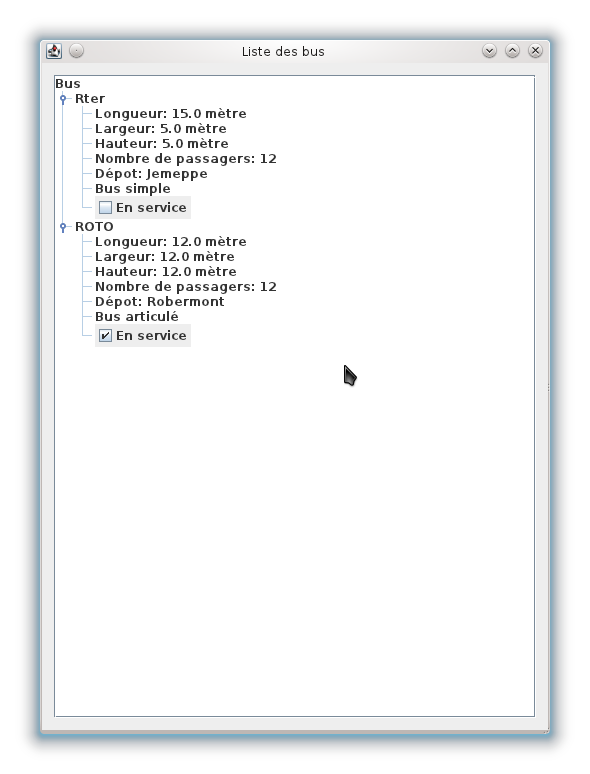 Liste des bus
Bus
Rter
Longueur: 15.0 mètre
Largeur: 5.0 mètre
Hauteur: 5.0 mètre
Nombre de passagers: 12
Dépot: Jemeppe
Bus simple
En service
ROTO
Longueur: 12.0 mètre
Largeur: 12.0 mètre
Hauteur: 12.0 mètre
Nombre de passagers: 12
Dépot: Robermont
Bus articulé
En service